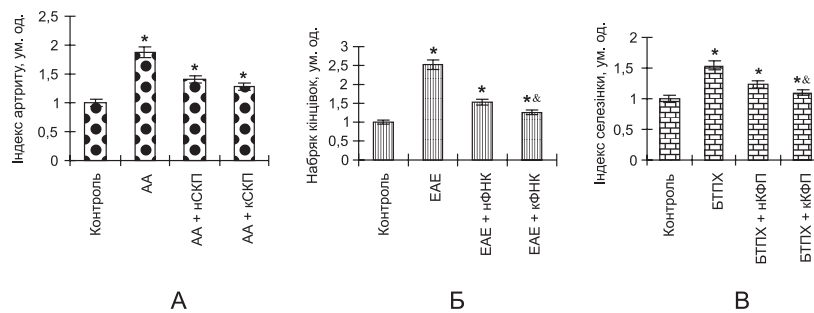 Індекс артриту, ум. од.
2,5
2
1,5
1
0,5
0
*
*
*
Контроль
АА
АА + нСКП
АА + кСКП
А
Набряк кінцівок, ум. од.
3
2,5
2
1,5
1
0,5
0
*
*
*&
Контроль
ЕАЕ
ЕАЕ + нФНК
ЕАЕ + кФНК
Б
Індекс селезінки, ум. од.
2
1,5
1
0,5
0
*
*
*&
Контроль
БТПХ
БТПХ + нКФП
БТПХ + кКФП
В